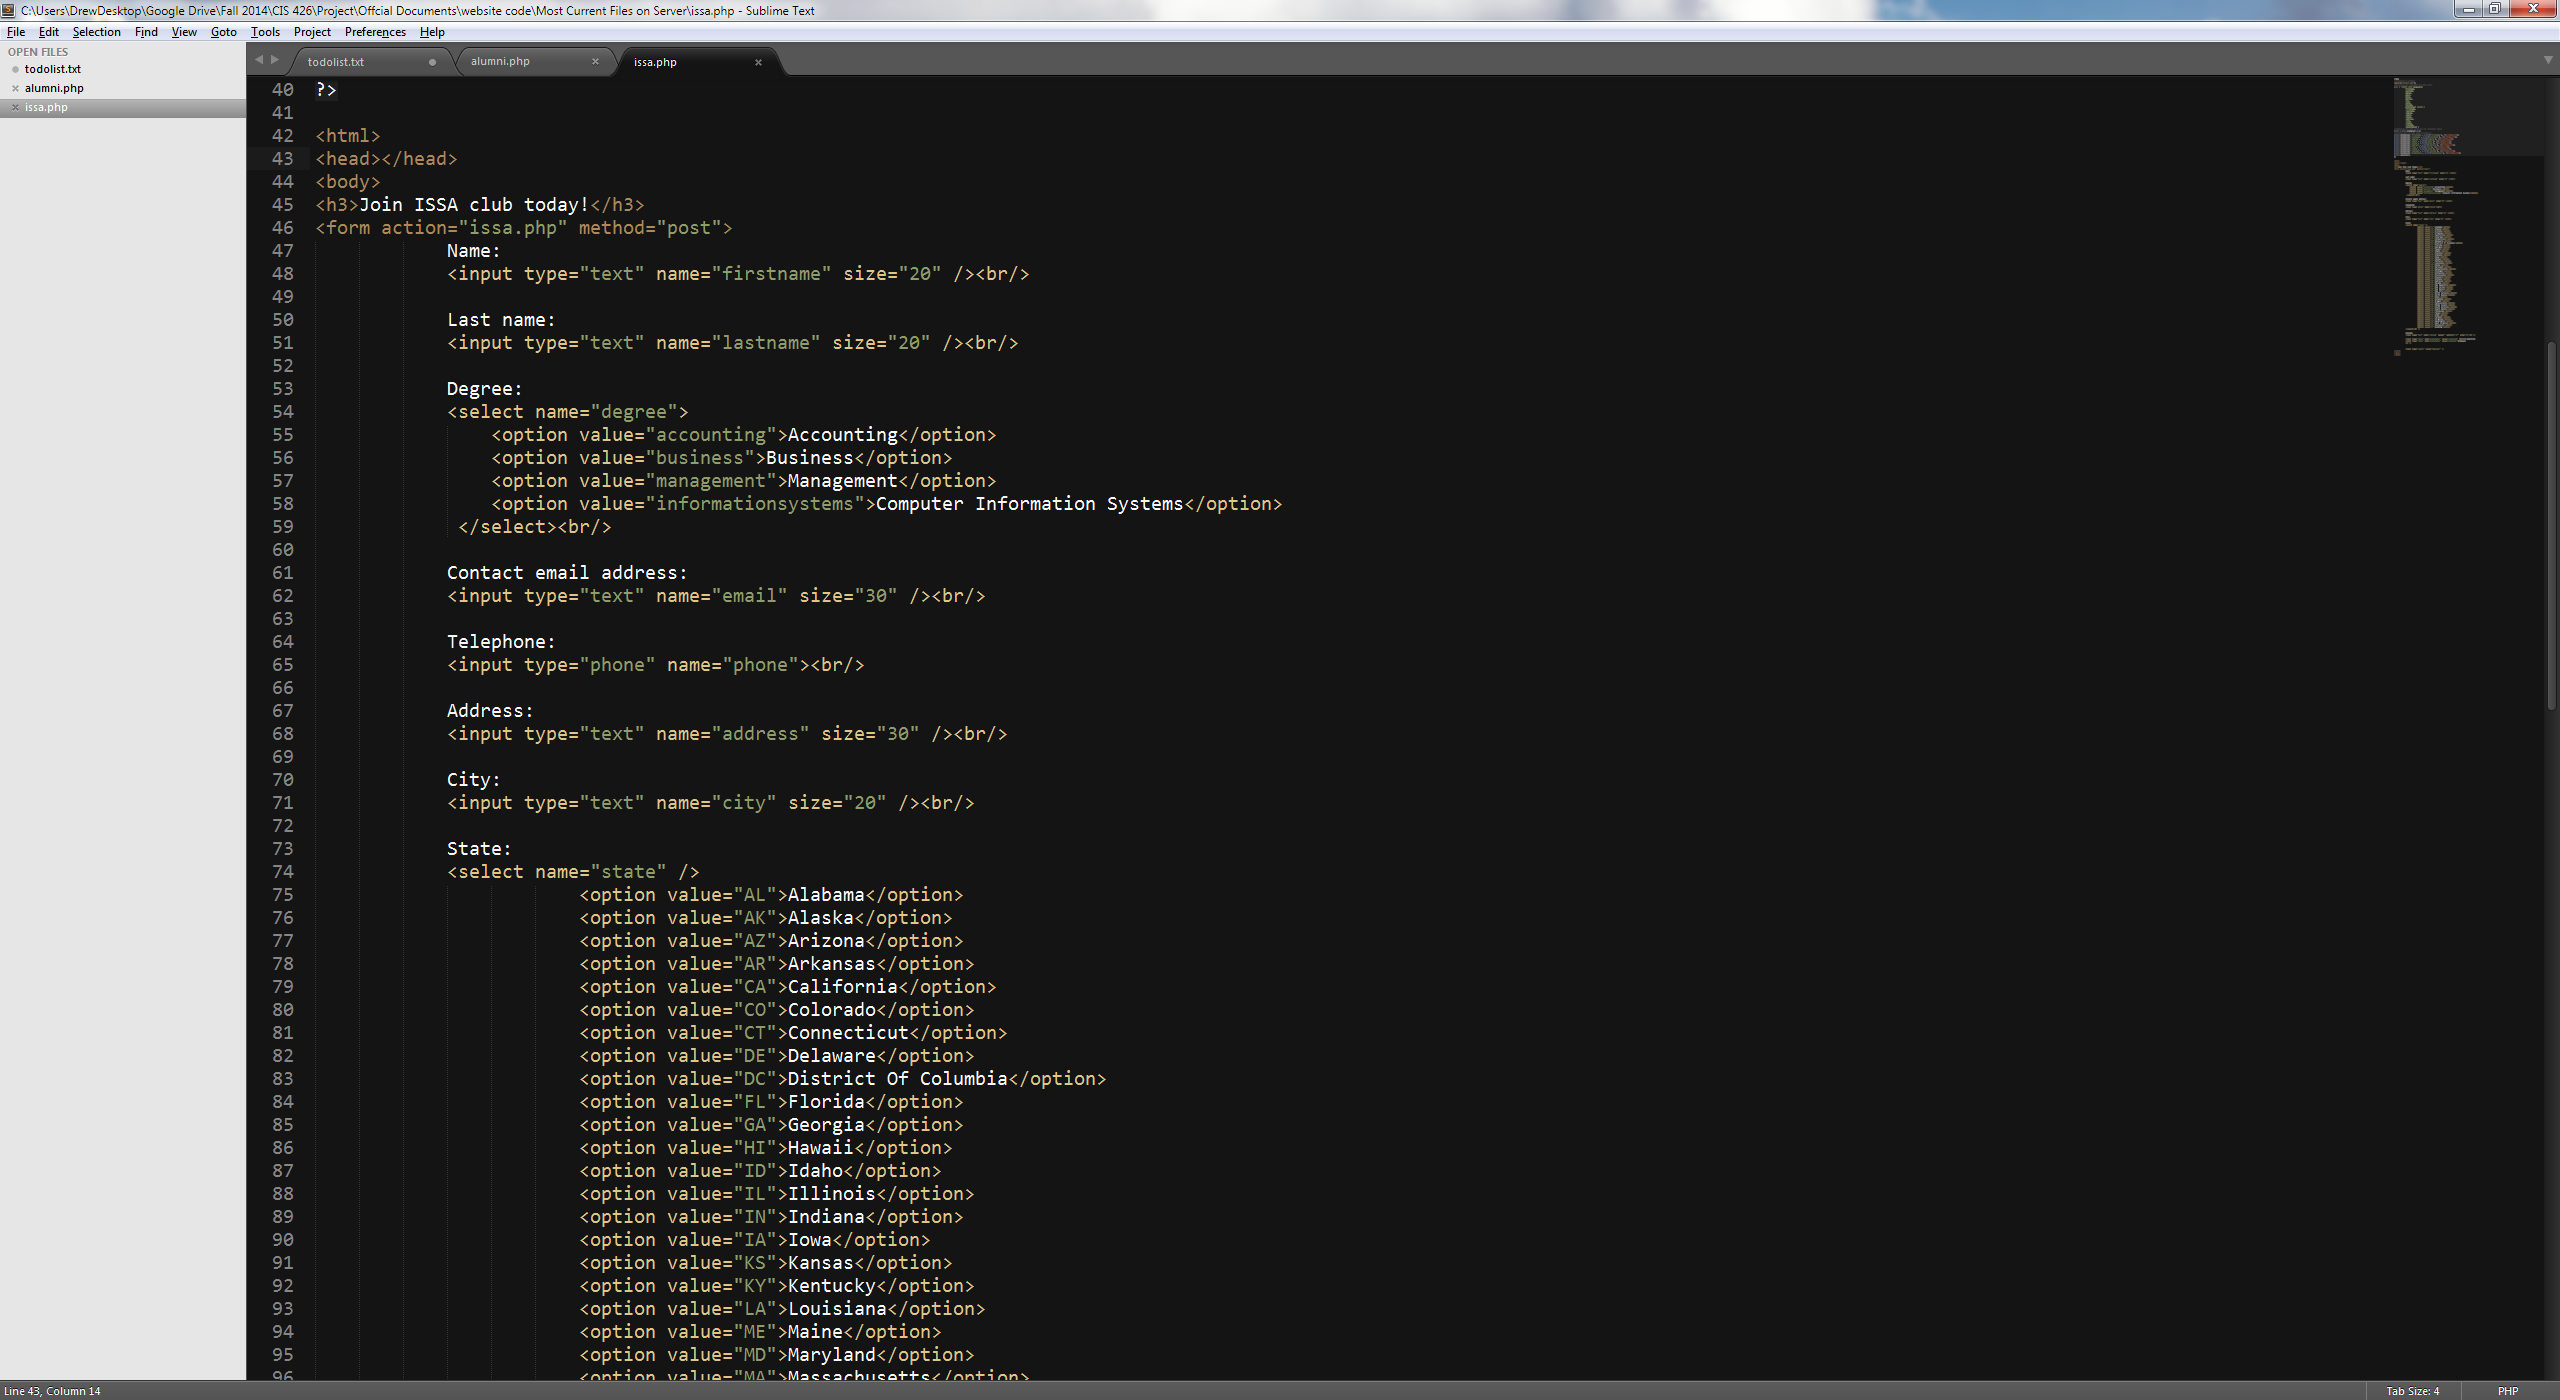 C:\Users\DrewDesktop\Google Drive\Fall 2014\CIS 426\Project\Offcial Documents\website code\Most Current Files on Server\issa.php - Sublime Text
File Edit Selection Find View Goto Tools Project Preferences Help
OPEN FILES
todolist.txt
alumni.php
issa.php
todolist.txt alumni.php issa.php
40 ?>
41
42 <html>
43 <head></head>
44 <body>
45 <h3>Join ISSA club today!</h3>
46 <form action="issa.php" method="post">
47 Name:
48 <input type="text" name="firstname" size="20" /><br/>
49
50 Last name:
51 <input type="text" name="lastname" size="20" /><br/>
52
53 Degree:
54 <select name="degree">
55 <option value="accounting">Accounting</option>
56 <option value="business">Business</option>
57 <option value="management">Management</option>
58 <option value="informationsystems">Computer Information Systems</option>
59 </select><br/>
60
61 Contact email address:
62 <input type="text" name="email" size="30" /><br/>
63
64 Telephone:
65 <input type="phone" name="phone"><br/>
66
67 Address:
68 <input type="text" name="address" size="30" /><br/>
69
70 City:
71 <input type="text" name="city" size="20" /><br/>
72
73 State:
74 <select name="state" />
75 <option value="AL">Alabama</option>
76 <option value="AK">Alaska</option>
77 <option value="AZ">Arizona</option>
78 <option value="AR">Arkansas</option>
79 <option value="CA">California</option>
80 <option value="CO">Colorado</option>
81 <option value="CT">Connecticut</option>
82 <option value="DE">Delaware</option>
83 <option value="DC">District Of Columbia</option>
84 <option value="FL">Florida</option>
85 <option value="GA">Georgia</option>
86 <option value="HI">Hawaii</option>
87 <option value="ID">Idaho</option>
88 <option value="IL">Illinois</option>
89 <option value="IN">Indiana</option>
90 <option value="IA">Iowa</option>
91 <option value="KS">Kansas</option>
92 <option value="KY">Kentucky</option>
93 <option value="LA">Louisiana</option>
94 <option value="ME">Maine</option>
95 <option value="MD">Maryland</option>
96 <option value="MA">Massachusetts</option>
Line 43, Column 14
Tab Size: 4 PHP